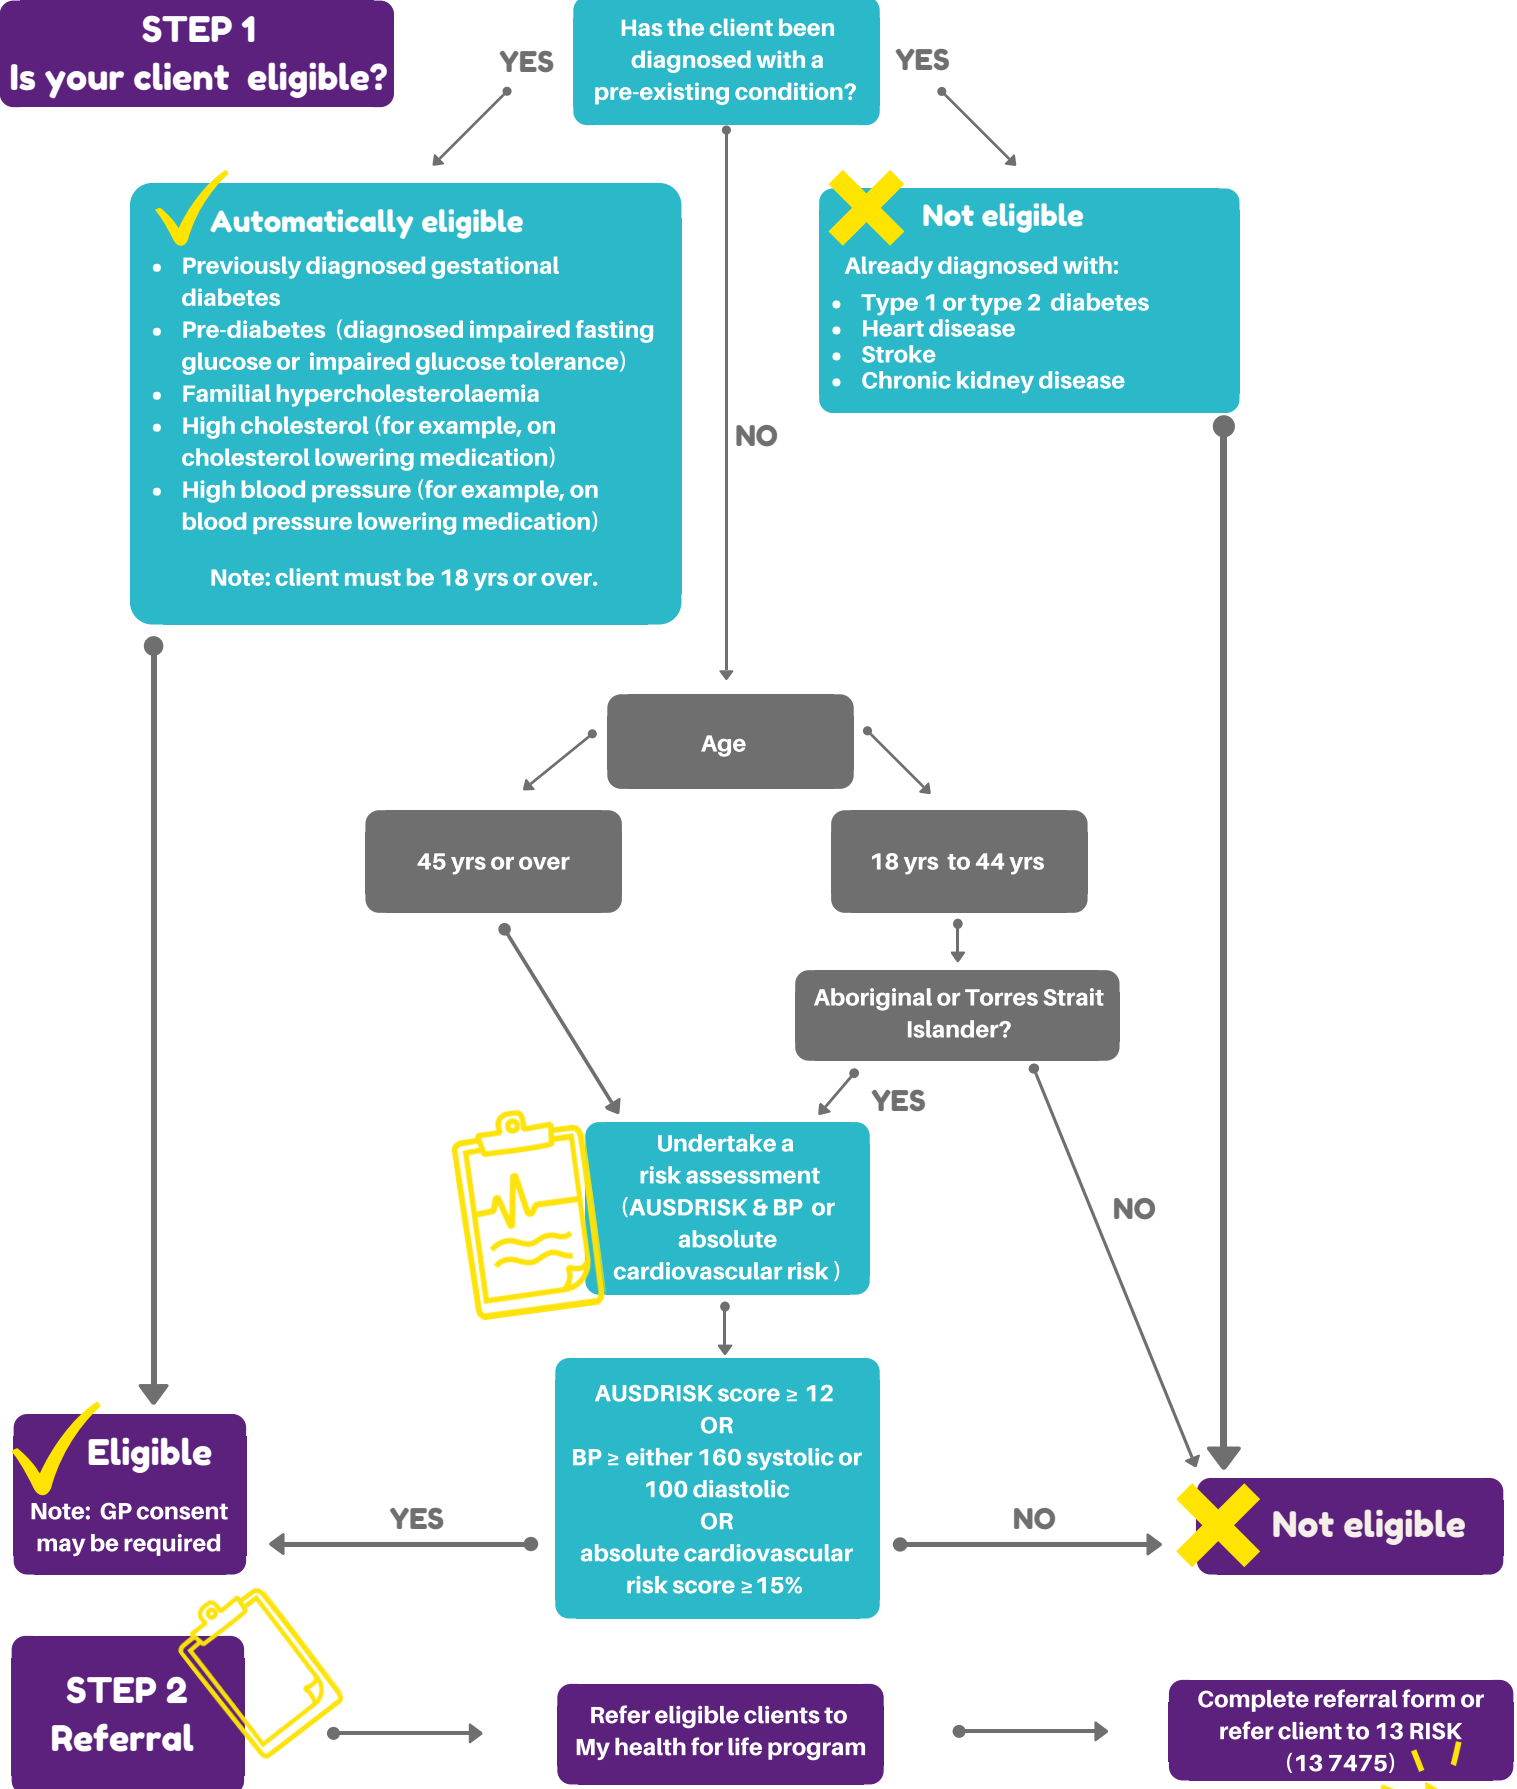 STEP 1
Is your client eligible?
Has the client been
diagnosed with a
pre-existing condition?
YES
YES
Automatically eligible
• Previously diagnosed gestational
diabetes
• Pre-diabetes (diagnosed impaired fasting
glucose or impaired glucose tolerance)
• Familial hypercholesterolaemia
• High cholesterol (for example, on
cholesterol lowering medication)
• High blood pressure (for example, on
blood pressure lowering medication)
Note: client must be 18 yrs or over.
Not eligible
Already diagnosed with:
• Type 1 or type 2 diabetes
• Heart disease
• Stroke
• Chronic kidney disease
NO
Age
45 yrs or over
18 yrs to 44 yrs
Aboriginal or Torres Strait
Islander?
YES
NO
Undertake a
risk assessment
(AUSDRISK & BP or
absolute
cardiovascular risk )
AUSDRISK score ≥ 12
OR
BP ≥ either 160 systolic or
100 diastolic
OR
absolute cardiovascular
risk score ≥ 15%
YES
NO
Eligible
Note: GP consent
may be required
Not eligible
STEP 2
Referral
Refer eligible clients to
My health for life program
Complete referral form or
refer client to 13 RISK
(13 7475)